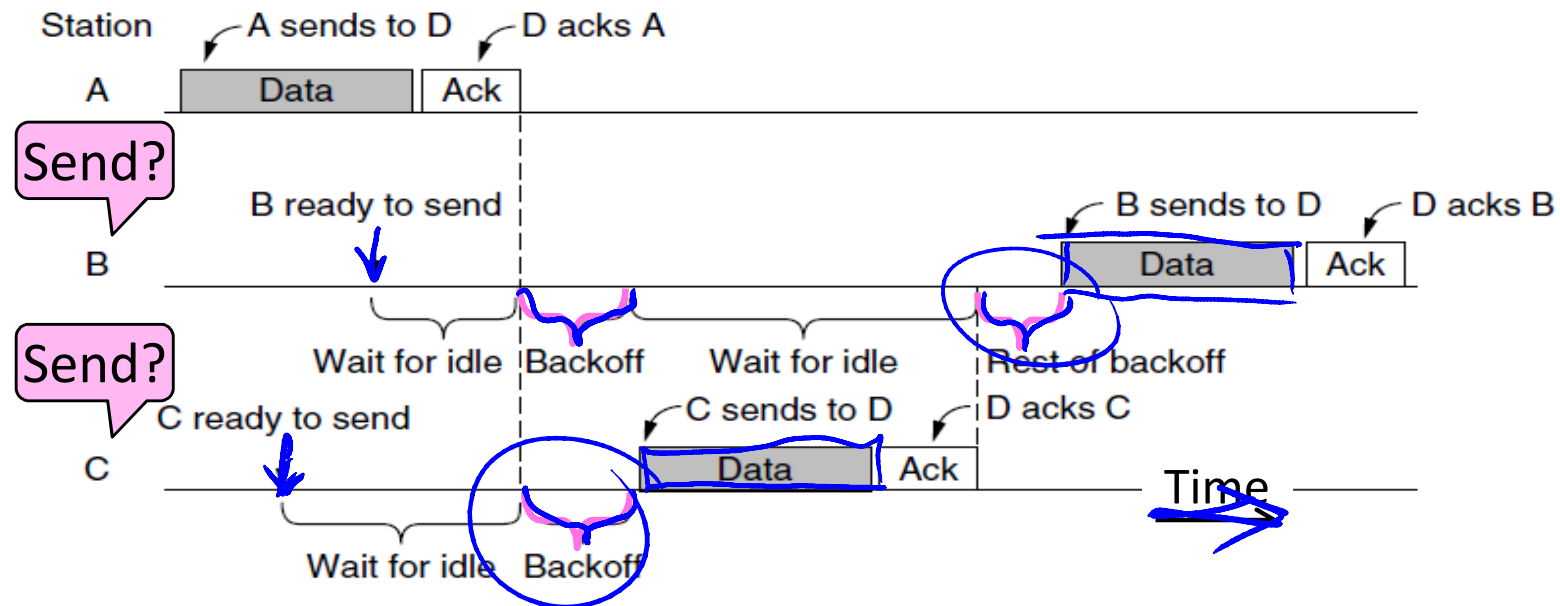 Station
A sends to D
D acks A
A
Data
Ack
Send?
B ready to send
B sends to D
D acks B
B
Data
Ack
Wait for idle
Backoff
Wait for idle
Rest of backoff
Send?
C ready to send
C sends to D
D acks C
C
Data
Ack
Time
Wait for idle
Backoff